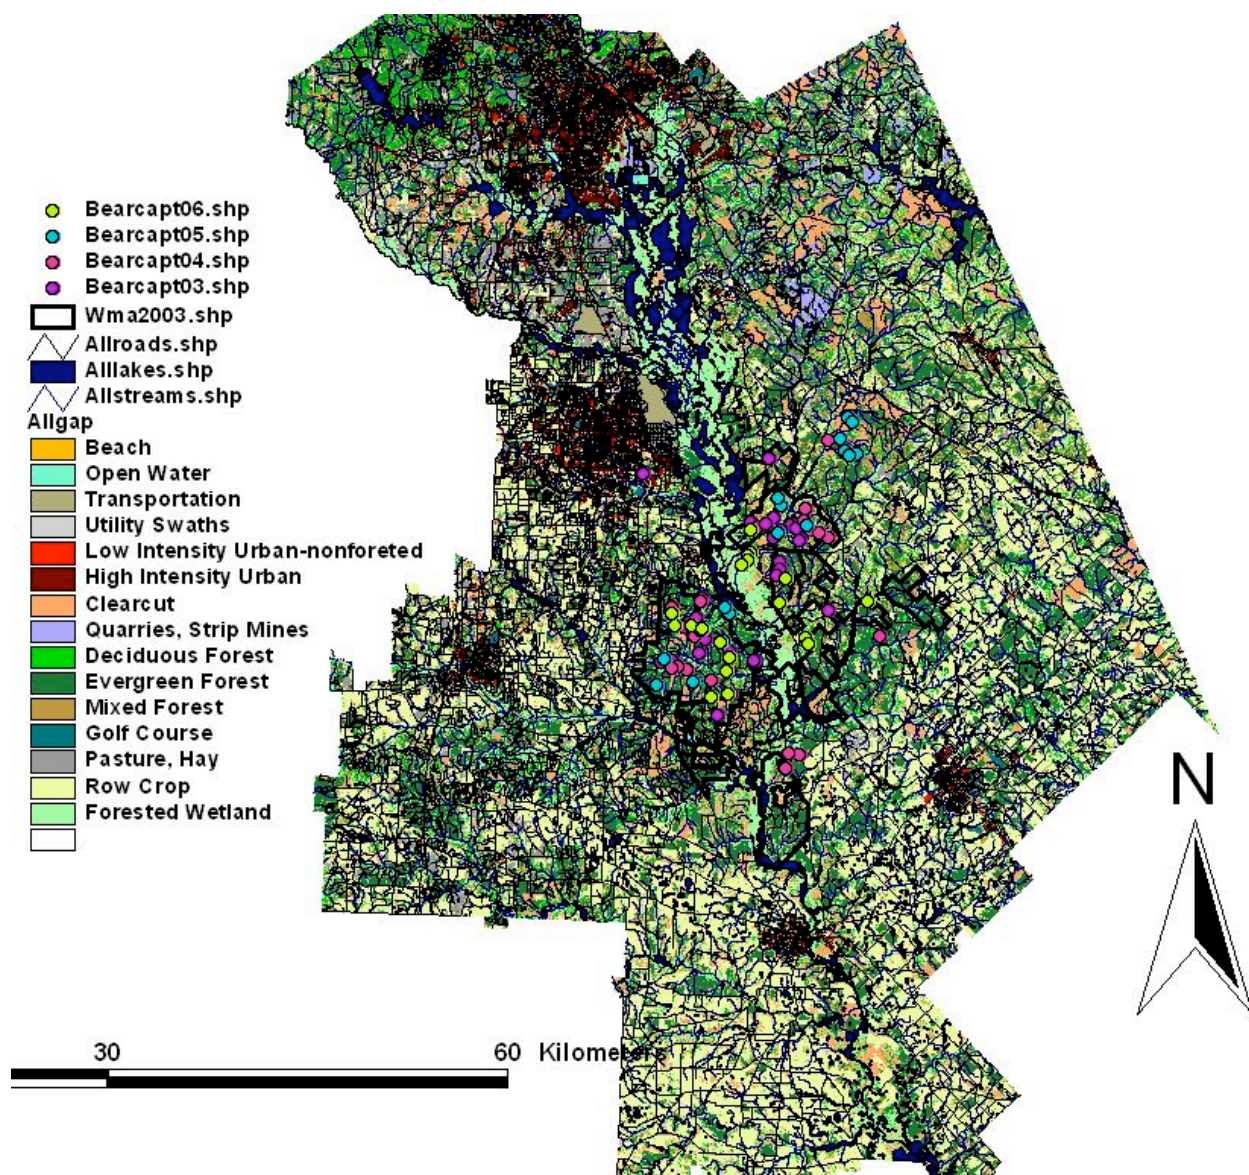 Bearcapt06.shp
Bearcapt05.shp
Bearcapt04.shp
Bearcapt03.shp
Wma2003.shp
Allroads.shp
Alllakes.shp
Allstreams.shp
Allgap
Beach
Open Water
Transportation
Utility Swaths
Low Intensity Urban-nonforeted
High Intensity Urban
Clearcut
Quarries, Strip Mines
Deciduous Forest
Evergreen Forest
Mixed Forest
Golf Course
Pasture, Hay
Row Crop
Forested Wetland
N
30 60 Kilometers